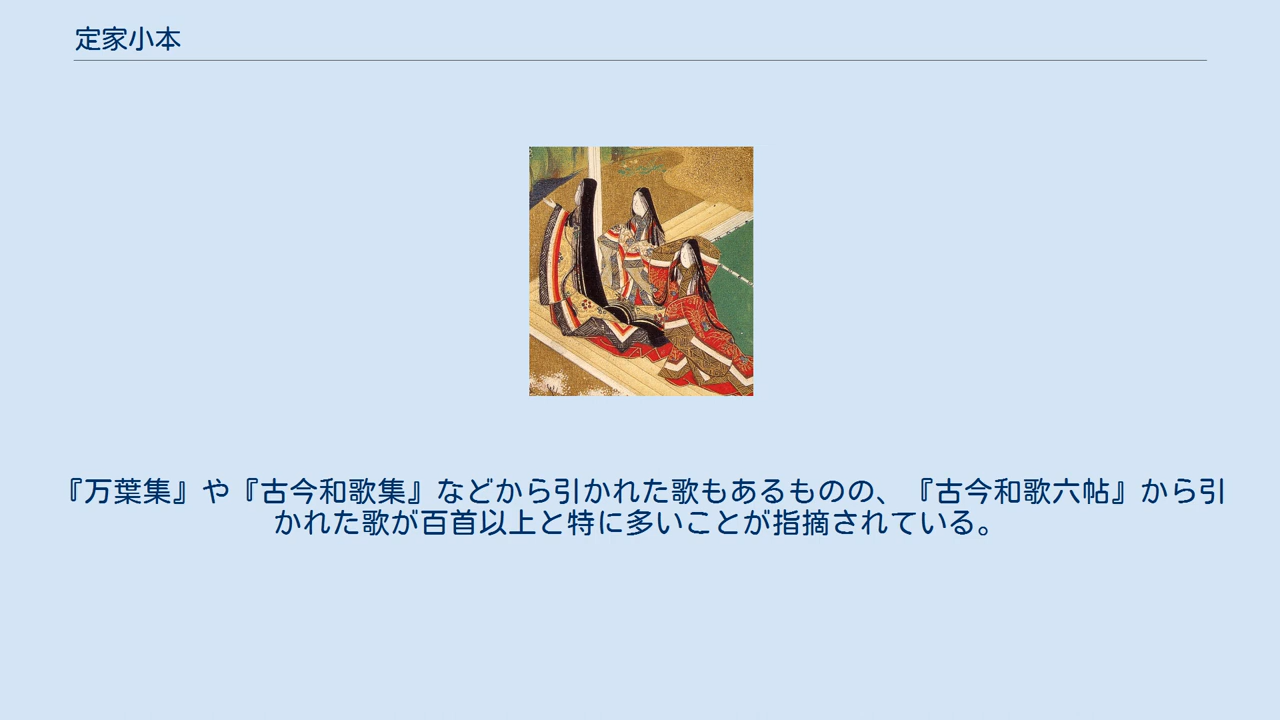 定家小本
『万葉集』や『古今和歌集』などから引かれた歌もあるものの、『古今和歌六帖』から引
かれた歌が百首以上と特に多いことが指摘されている。